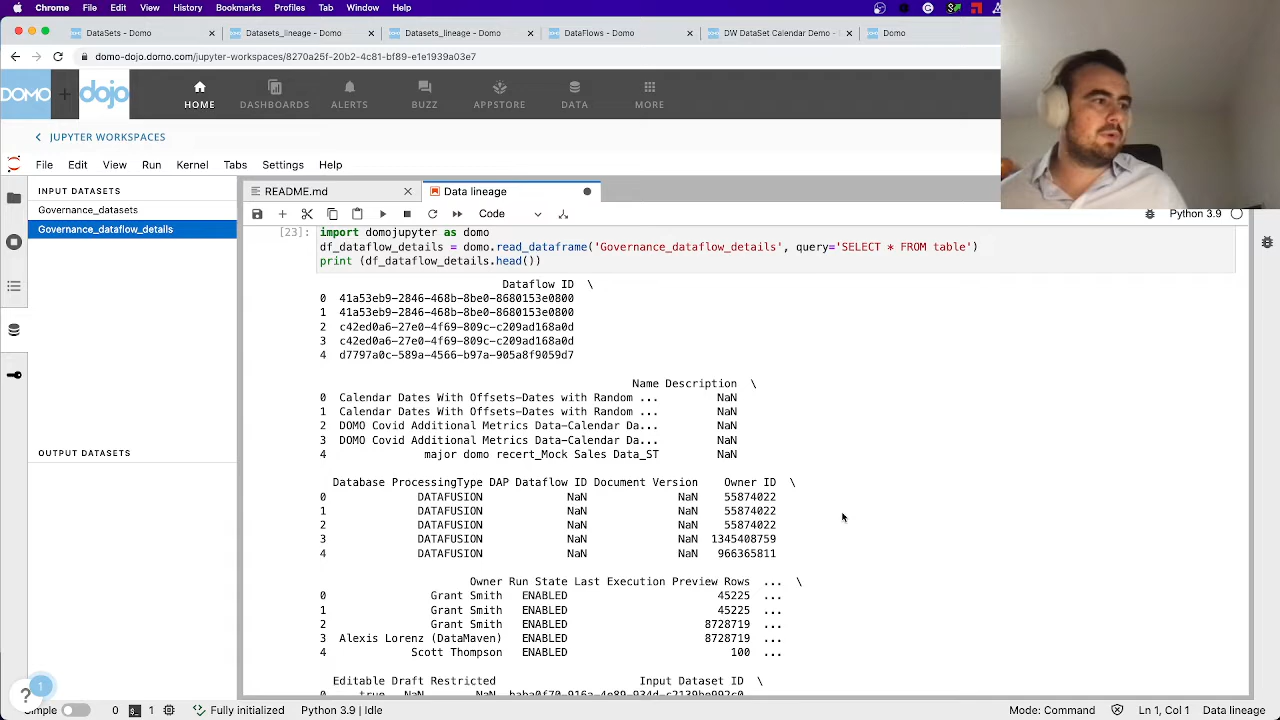 Chrome File Edit View History Bookmarks Profiles Tab Window Help
DataSets - Domo
Datasets_lineage - Domo
Datasets_lineage - Domo
DataFlows - Domo
DW DataSet Calendar Demo -
Domo
domo-dojo.domo.com/jupyter-workspaces/8270a25f-20b2-4c81-bf89-e1e1939a03e7
DOMO + dojo
HOME DASHBOARDS ALERTS BUZZ APPSTORE DATA MORE
JUPYTER WORKSPACES
File Edit View Run Kernel Tabs Settings Help
INPUT DATASETS
Governance_datasets
Governance_dataflow_details
OUTPUT DATASETS
README.md
Data lineage
Code
Python 3.9
[23]: import domojupyter as domo
df_dataflow_details = domo.read_dataframe('Governance_dataflow_details', query='SELECT * FROM table')
print (df_dataflow_details.head())
Dataflow ID \
0 41a53eb9-2846-468b-8be0-8680153e0800
1 41a53eb9-2846-468b-8be0-8680153e0800
2 c42ed0a6-27e0-4f69-809c-c209ad168a0d
3 c42ed0a6-27e0-4f69-809c-c209ad168a0d
4 d7797a0c-589a-4566-b97a-905a8f9059d7
Name Description \
0 Calendar Dates With Offsets-Dates with Random ... NaN
1 Calendar Dates With Offsets-Dates with Random ... NaN
2 DOMO Covid Additional Metrics Data-Calendar Da... NaN
3 DOMO Covid Additional Metrics Data-Calendar Da... NaN
4 major domo recert_Mock Sales Data_ST NaN
Database ProcessingType DAP Dataflow ID Document Version Owner ID \
0 DATAFUSION NaN NaN 55874022
1 DATAFUSION NaN NaN 55874022
2 DATAFUSION NaN NaN 55874022
3 DATAFUSION NaN NaN 1345408759
4 DATAFUSION NaN NaN 966365811
Owner Run State Last Execution Preview Rows ... \
0 Grant Smith ENABLED 45225 ...
1 Grant Smith ENABLED 45225 ...
2 Grant Smith ENABLED 8728719 ...
3 Alexis Lorenz (DataMaven) ENABLED 8728719 ...
4 Scott Thompson ENABLED 100 ...
Editable Draft Restricted Input Dataset ID \
0 true NaN NaN
? 1
Simple 0 1 Fully initialized Python 3.9 | Idle Mode: Command Ln 1, Col 1 Data lineage